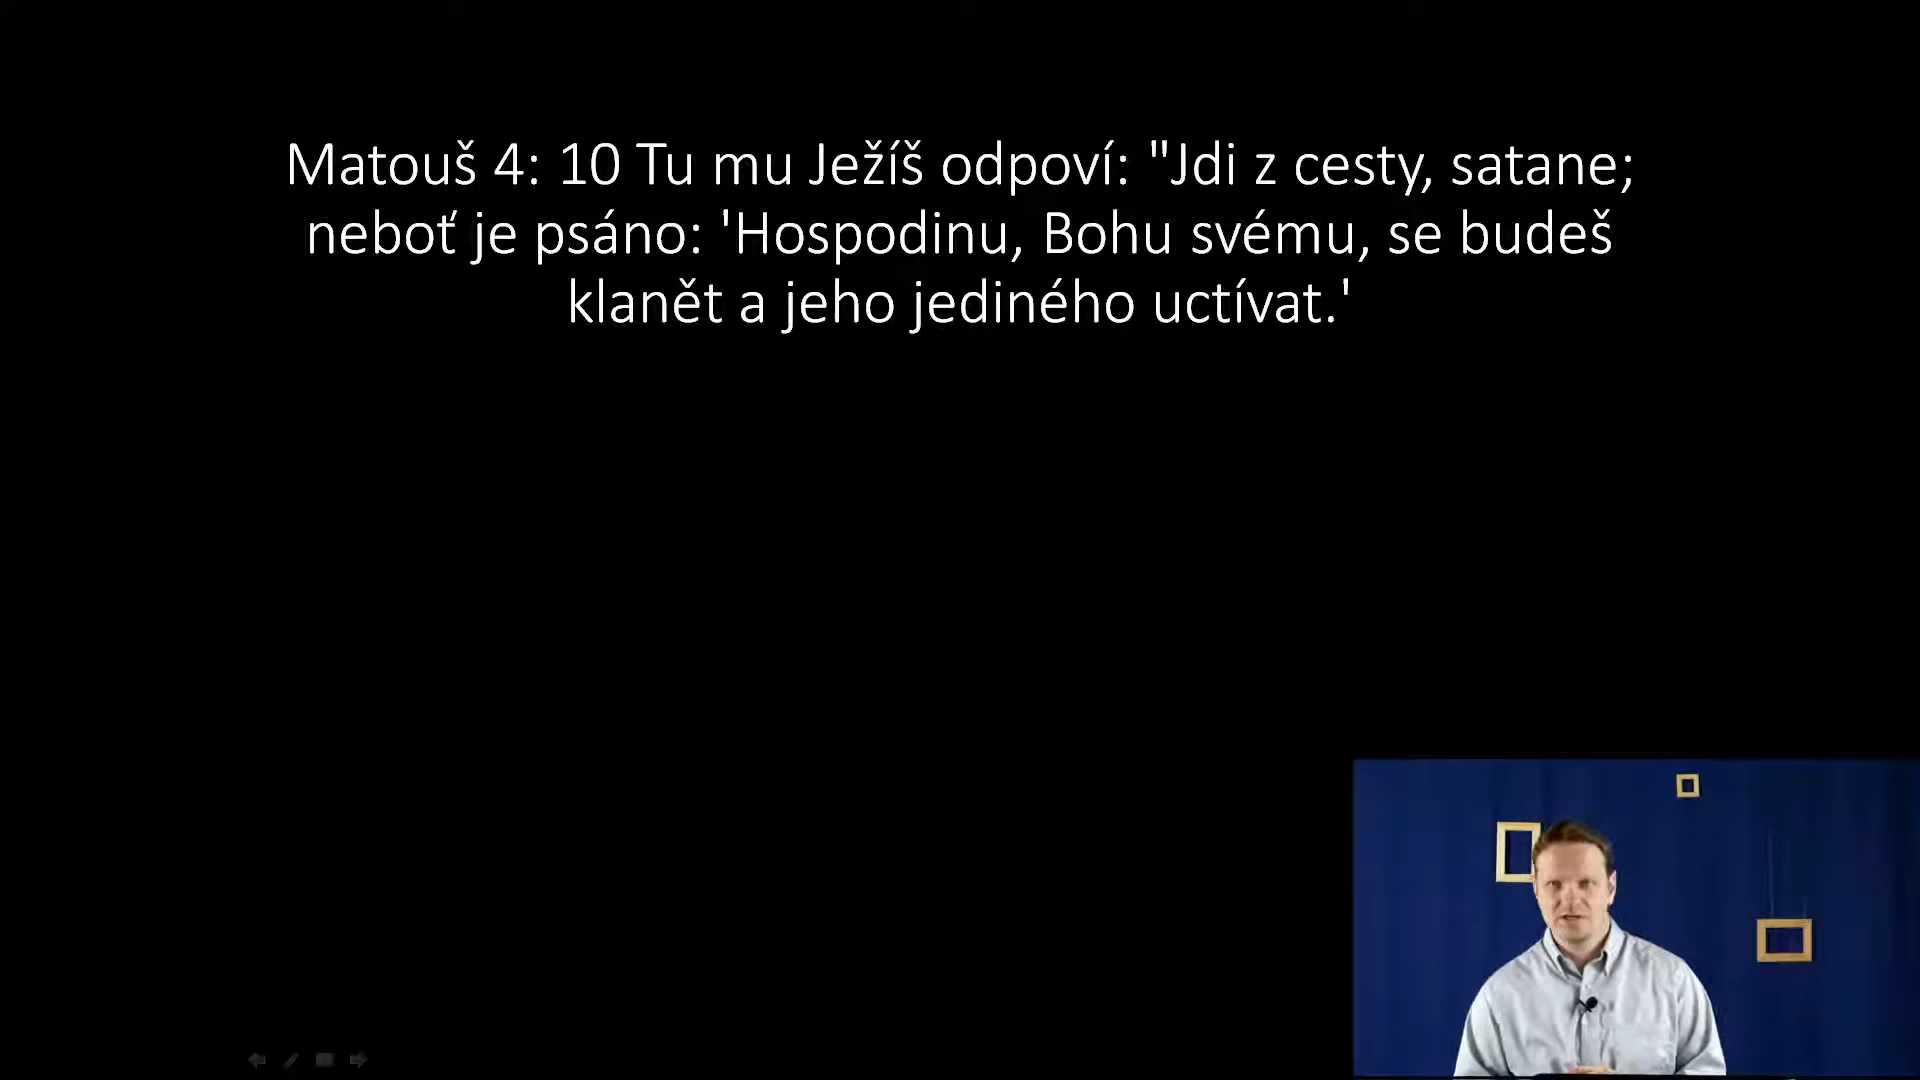 Matouš 4: 10 Tu mu Ježíš odpoví: "Jdi z cesty, satane;
neboť je psáno: 'Hospodinu, Bohu svému, se budeš
klanět a jeho jediného uctívat.'